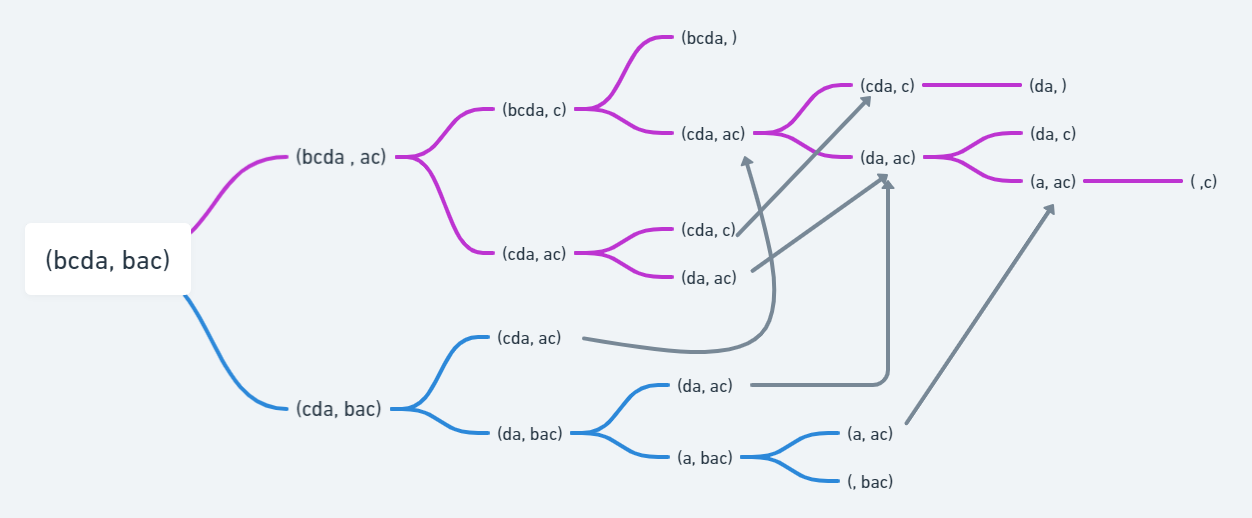 (bcda, )
(cda, c)
(da, )
(bcda, c)
(cda, ac)
(da, c)
(bcda , ac)
(da, ac)
(a, ac)
( ,c)
(cda, c)
(cda, ac)
(bcda, bac)
(da, ac)
(cda, ac)
(da, ac)
(cda, bac)
(da, bac)
(a, ac)
(a, bac)
(, bac)